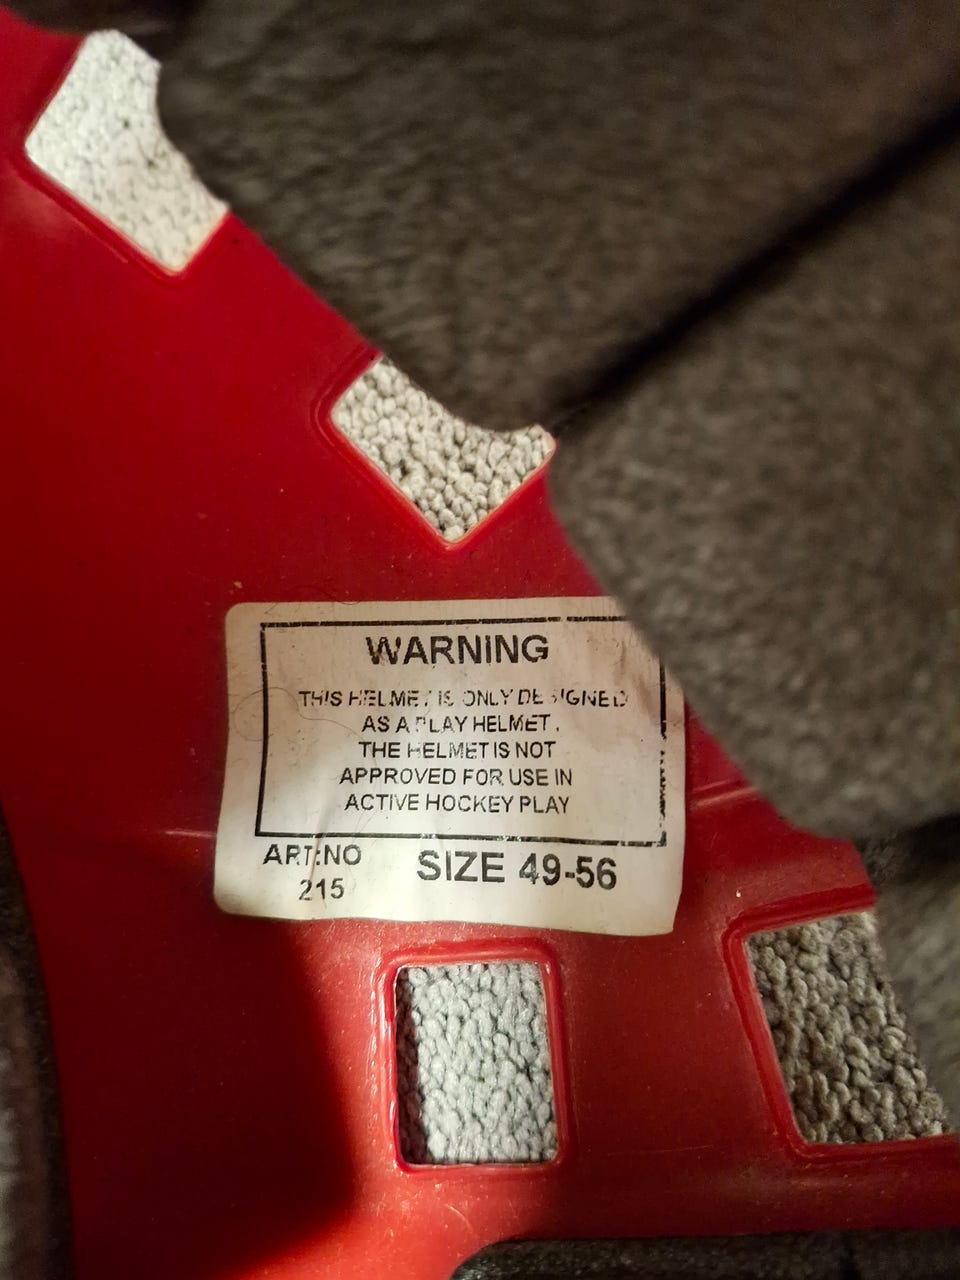 WARNING
THIS HELMET IS ONLY DESIGNED
AS A PLAY HELMET.
THE HELMET IS NOT
APPROVED FOR USE IN
ACTIVE HOCKEY PLAY
ART:NO
215
SIZE 49-56